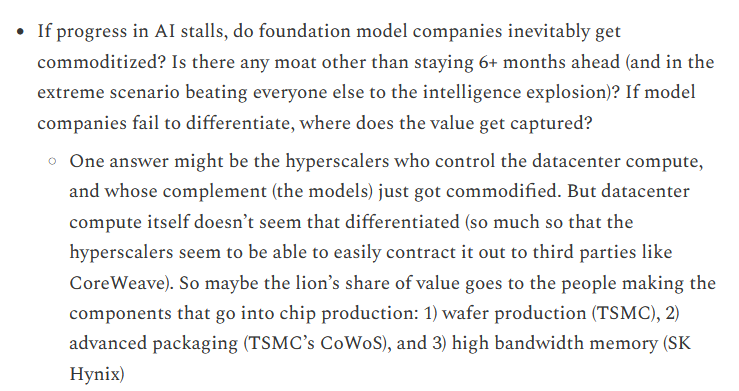 • If progress in AI stalls, do foundation model companies inevitably get
commoditized? Is there any moat other than staying 6+ months ahead (and in the
extreme scenario beating everyone else to the intelligence explosion)? If model
companies fail to differentiate, where does the value get captured?
◦ One answer might be the hyperscalers who control the datacenter compute,
and whose complement (the models) just got commodified. But datacenter
compute itself doesn’t seem that differentiated (so much so that the
hyperscalers seem to be able to easily contract it out to third parties like
CoreWeave). So maybe the lion’s share of value goes to the people making the
components that go into chip production: 1) wafer production (TSMC), 2)
advanced packaging (TSMC’s CoWoS), and 3) high bandwidth memory (SK
Hynix)